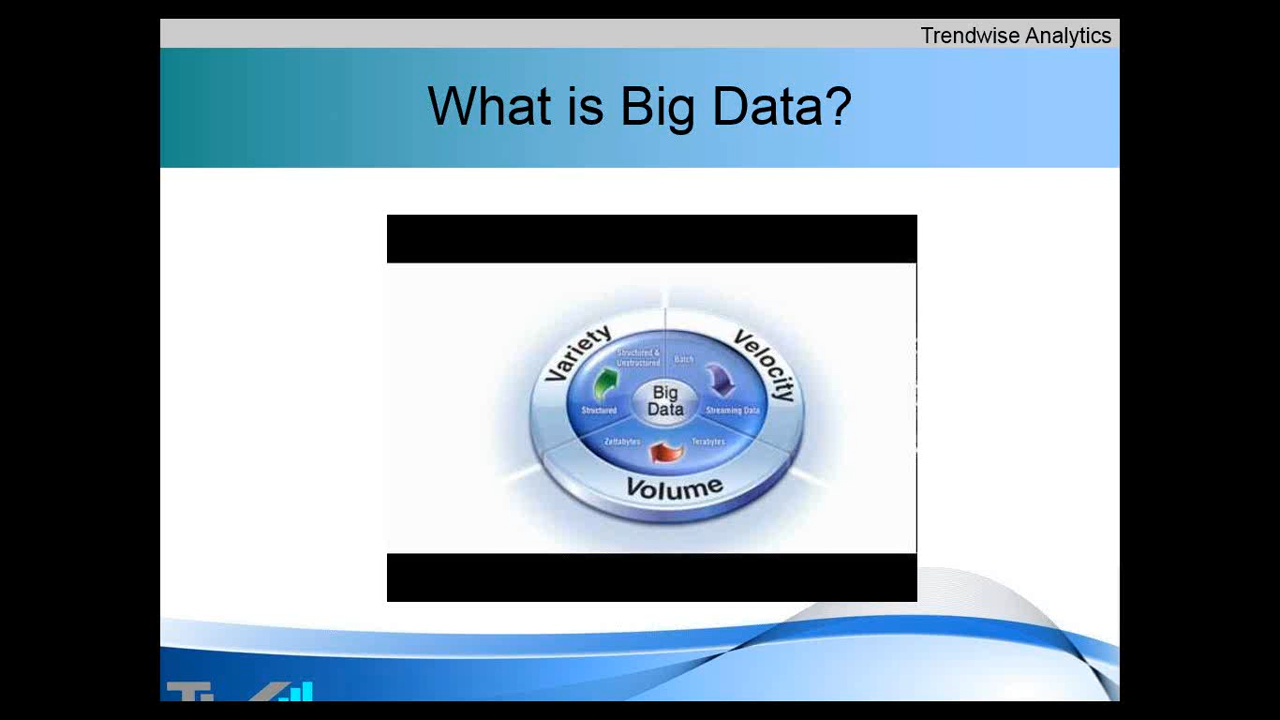 Trendwise Analytics
What is Big Data?
Variety
Velocity
Structured &
Unstructured
Batch
Big
Data
Structured
Streaming Data
Zettabytes
Terabytes
Volume